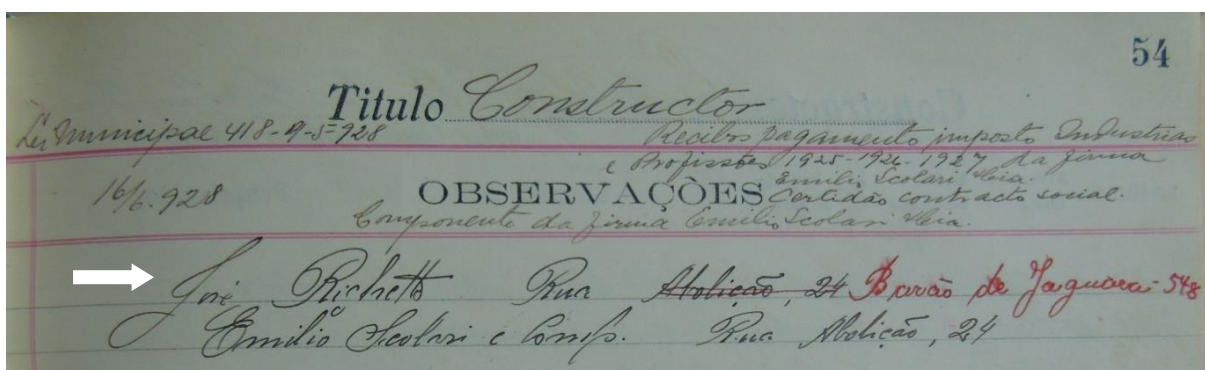 54
Titulo Constructor
Lei Municipae 418-9-5-928
Recibos pagamento imposto Industrias
e Profissões 1925-1926-1927 da firma
16/6-928
OBSERVAÇÕES
Emilio Scolari & Cia.
Certidão contracto social.
Componente da firma Emilio Scolari & Cia.
José Richetto Rua Abolição, 24 Barão de Jaguara-548
Emilio Scolari e Comp. Rua Abolição, 24